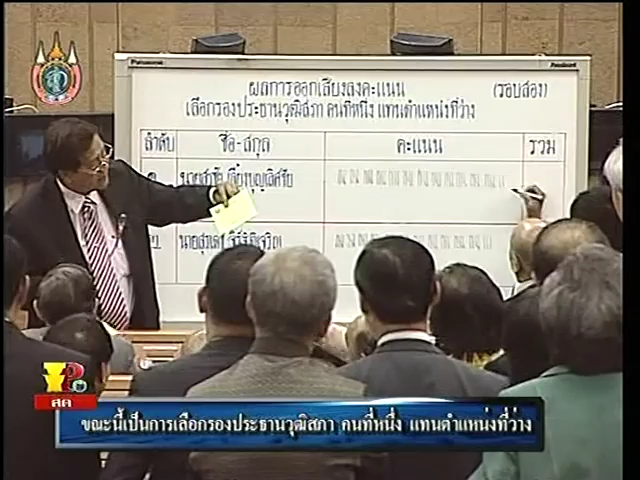 Panasonic
ผลการออกเสียงลงคะแนน (รอบสอง)
เลือกรองประธานวุฒิสภา คนที่หนึ่ง แทนตำแหน่งที่ว่าง
ลำดับ ชื่อ-สกุล คะแนน รวม
สด
ขณะนี้เป็นการเลือกรองประธานวุฒิสภา คนที่หนึ่ง แทนตำแหน่งที่ว่าง